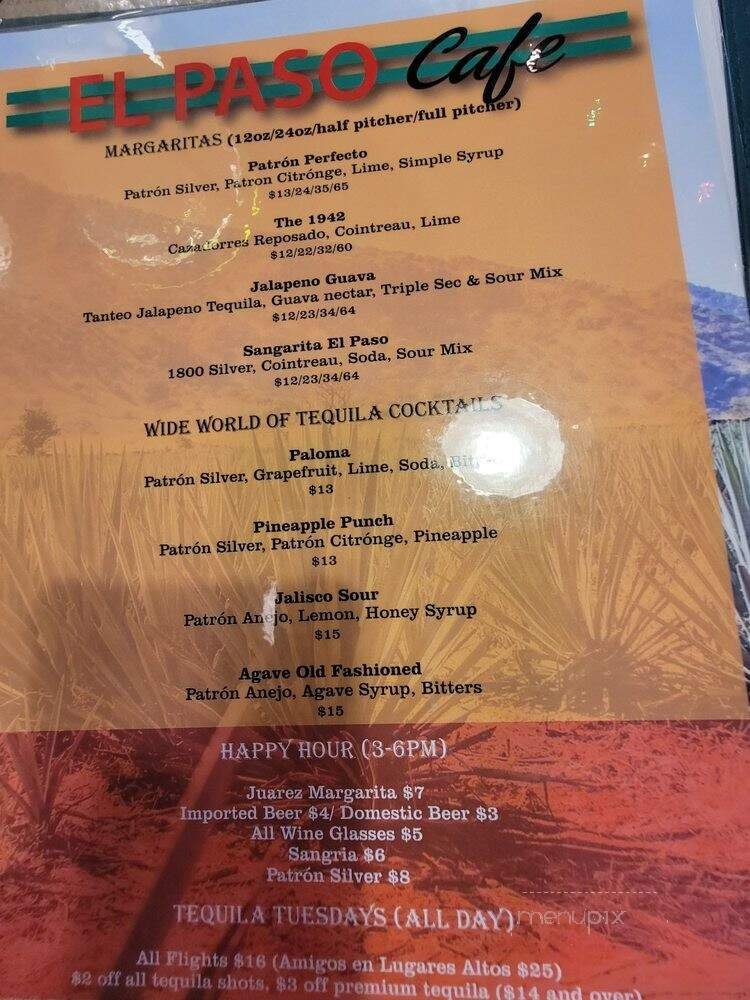 EL PASO Cafe
MARGARITAS (12oz/24oz/half pitcher/full pitcher)
Patrón Perfecto
Patrón Silver, Patron Citrónge, Lime, Simple Syrup
$13/24/35/65
The 1942
Cazadorres Reposado, Cointreau, Lime
$12/22/32/60
Jalapeno Guava
Tanteo Jalapeno Tequila, Guava nectar, Triple Sec & Sour Mix
$12/23/34/64
Sangarita El Paso
1800 Silver, Cointreau, Soda, Sour Mix
$12/23/34/64
WIDE WORLD OF TEQUILA COCKTAILS
Paloma
Patrón Silver, Grapefruit, Lime, Soda,
$13
Pineapple Punch
Patrón Silver, Patrón Citrónge, Pineapple
$13
Jalisco Sour
Patrón Anejo, Lemon, Honey Syrup
$15
Agave Old Fashioned
Patrón Anejo, Agave Syrup, Bitters
$15
HAPPY HOUR (3-6PM)
Juarez Margarita $7
Imported Beer $4/ Domestic Beer $3
All Wine Glasses $5
Sangria $6
Patrón Silver $8
TEQUILA TUESDAYS (ALL DAY)
menupix
All Flights $16 (Amigos en Lugares Altos $25)
$2 off all tequila shots, $3 off premium tequila ($14 and over)